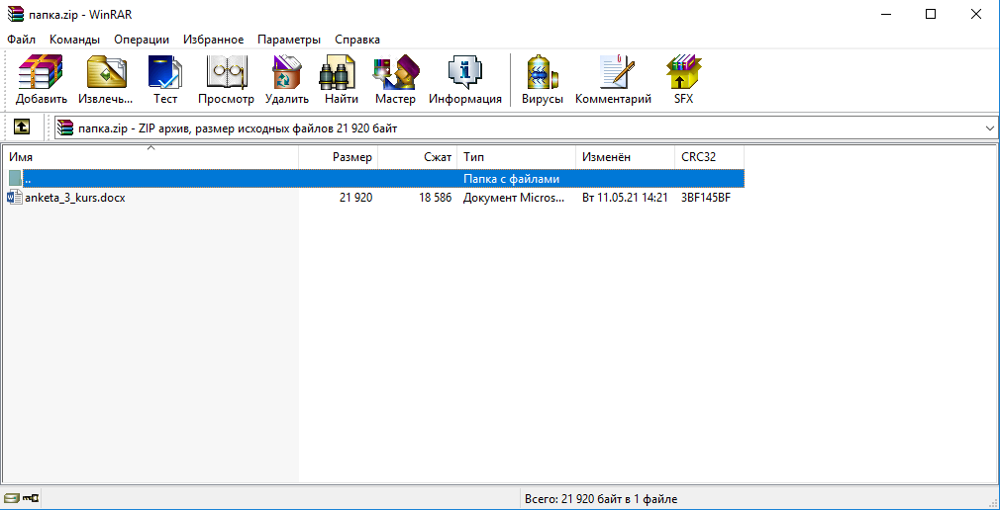 папка.zip - WinRAR
Файл Команды Операции Избранное Параметры Справка
Добавить Извлечь... Тест Просмотр Удалить Найти Мастер Информация Вирусы Комментарий SFX
папка.zip - ZIP архив, размер исходных файлов 21 920 байт
Имя Размер Сжат Тип Изменён CRC32
.. Папка с файлами
anketa_3_kurs.docx 21 920 18 586 Документ Micros... Вт 11.05.21 14:21 3BF145BF
Всего: 21 920 байт в 1 файле